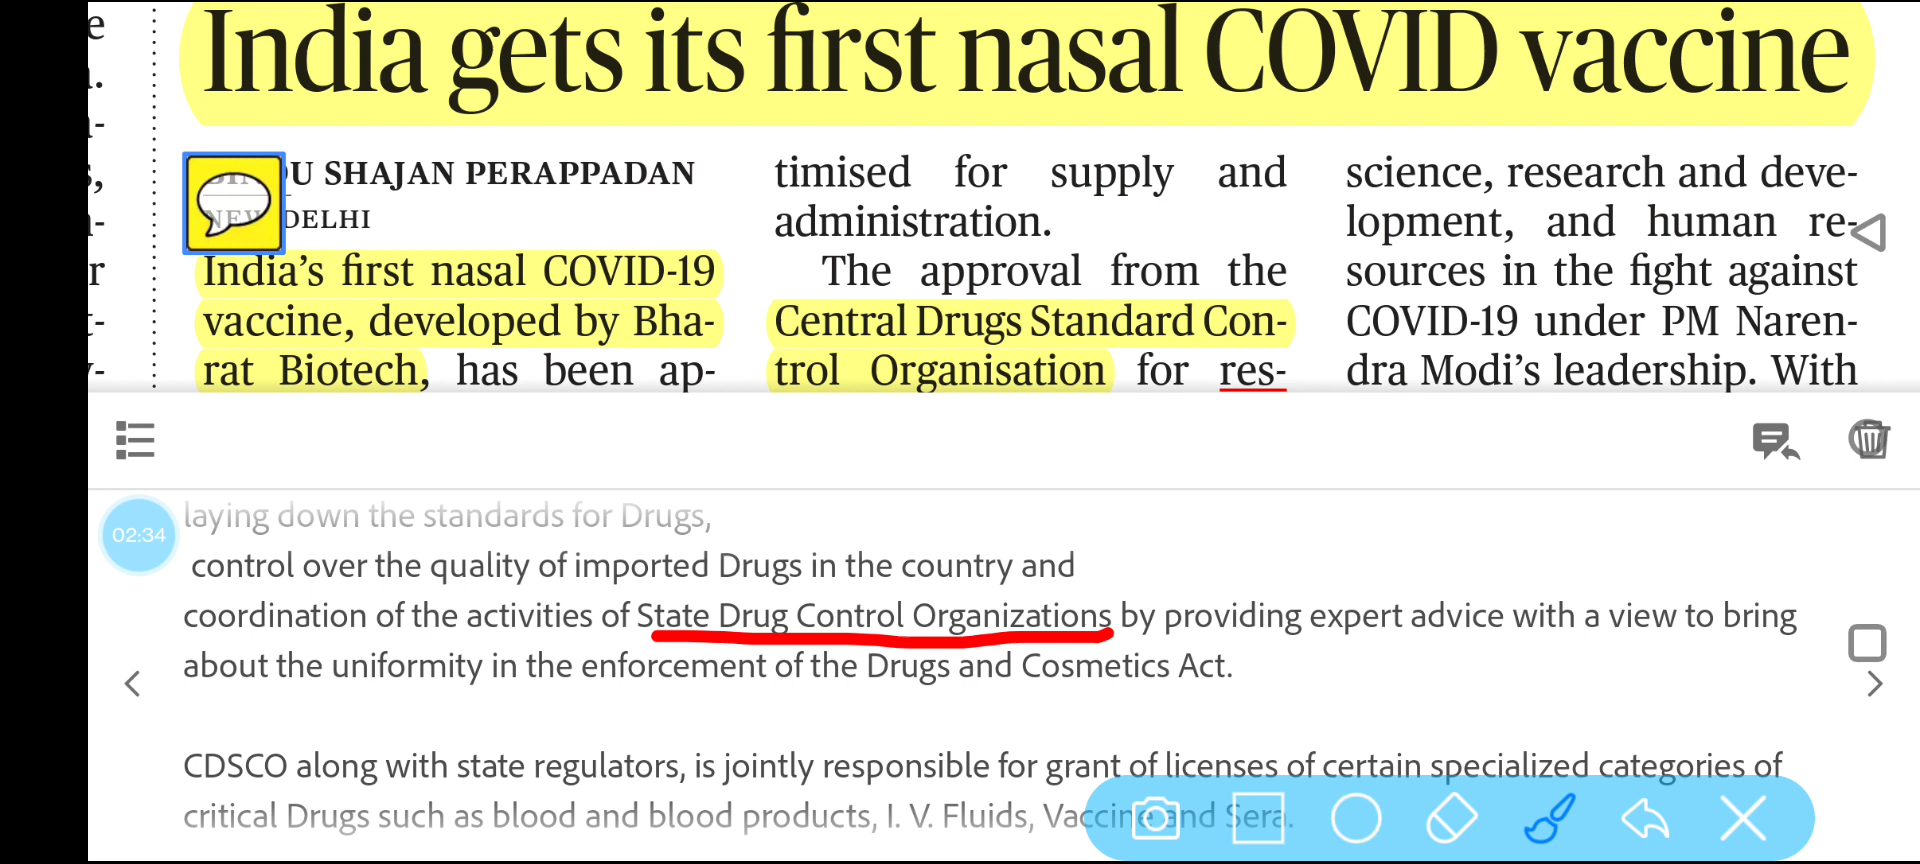 India gets its first nasal COVID vaccine
U SHAJAN PERAPPADAN
NEW DELHI
India's first nasal COVID-19
vaccine, developed by Bha-
rat Biotech, has been ap-
timised for supply and
administration.
The approval from the
Central Drugs Standard Con-
trol Organisation for res-
science, research and deve-
lopment, and human re-
sources in the fight against
COVID-19 under PM Naren-
dra Modi's leadership. With
laying down the standards for Drugs,
02:34
control over the quality of imported Drugs in the country and
coordination of the activities of State Drug Control Organizations by providing expert advice with a view to bring
about the uniformity in the enforcement of the Drugs and Cosmetics Act.
CDSCO along with state regulators, is jointly responsible for grant of licenses of certain specialized categories of
critical Drugs such as blood and blood products, I. V. Fluids, Vaccine and Sera.